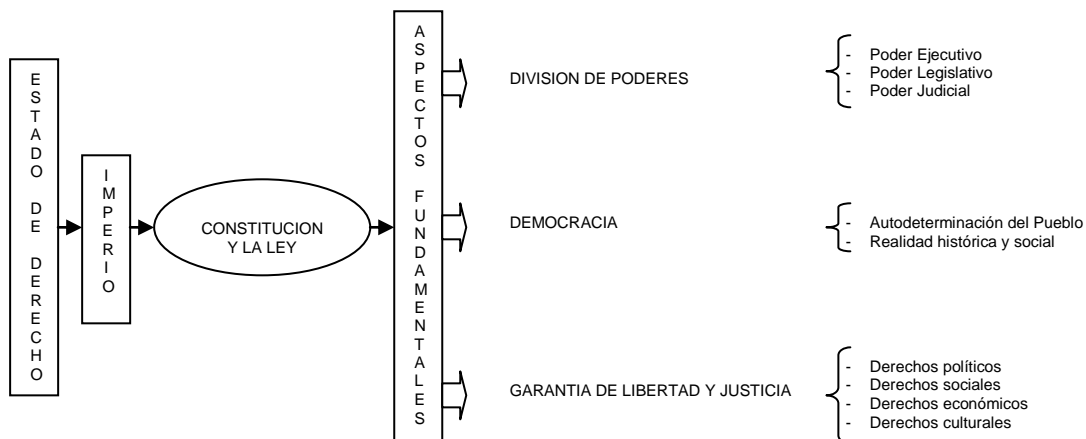 ESTADO DE DERECHO
IMPERIO
CONSTITUCION
Y LA LEY
ASPECTOS FUNDAMENTALES
DIVISION DE PODERES
- Poder Ejecutivo
- Poder Legislativo
- Poder Judicial
DEMOCRACIA
- Autodeterminación del Pueblo
- Realidad histórica y social
GARANTIA DE LIBERTAD Y JUSTICIA
- Derechos políticos
- Derechos sociales
- Derechos económicos
- Derechos culturales